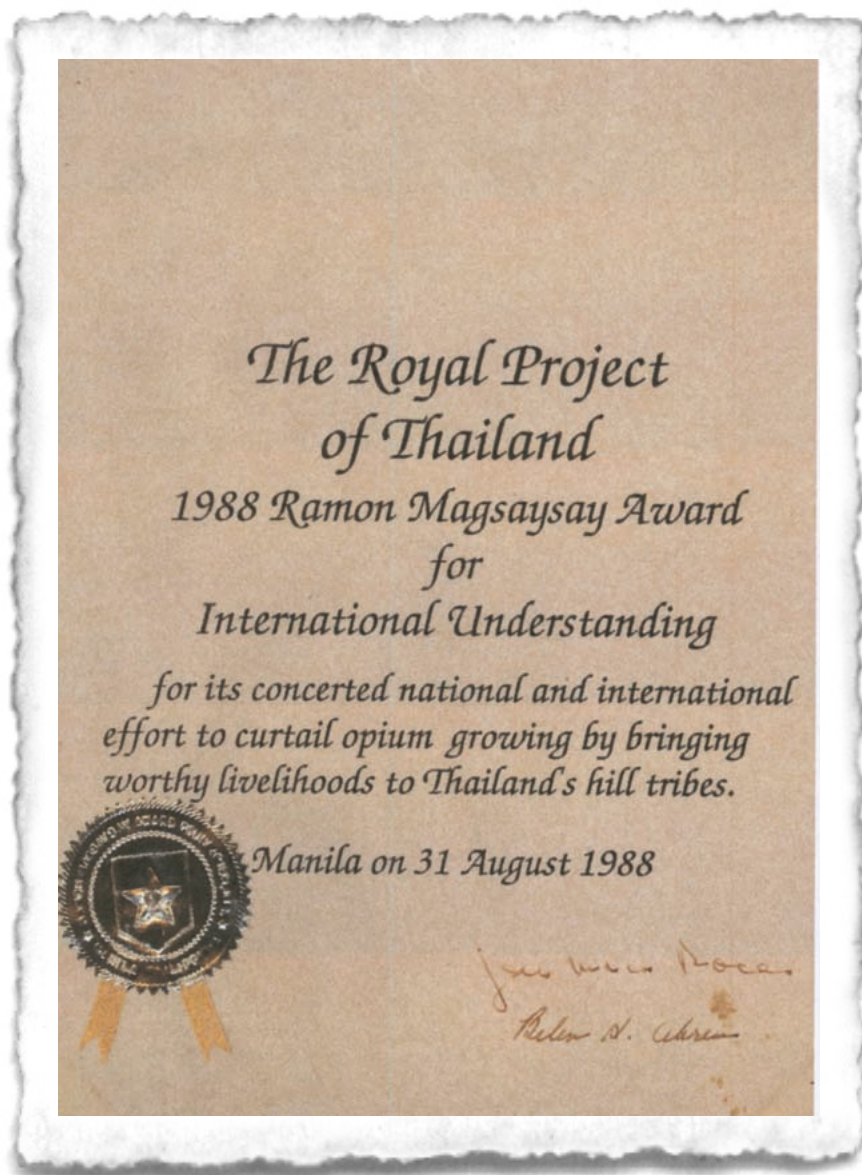 The Royal Project
of Thailand
1988 Ramon Magsaysay Award
for
International Understanding
for its concerted national and international
effort to curtail opium growing by bringing
worthy livelihoods to Thailand's hill tribes.
Manila on 31 August 1988
Belen H.